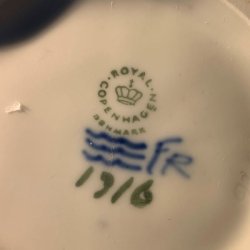 ROYAL COPENHAGEN
DENMARK
FR
1316